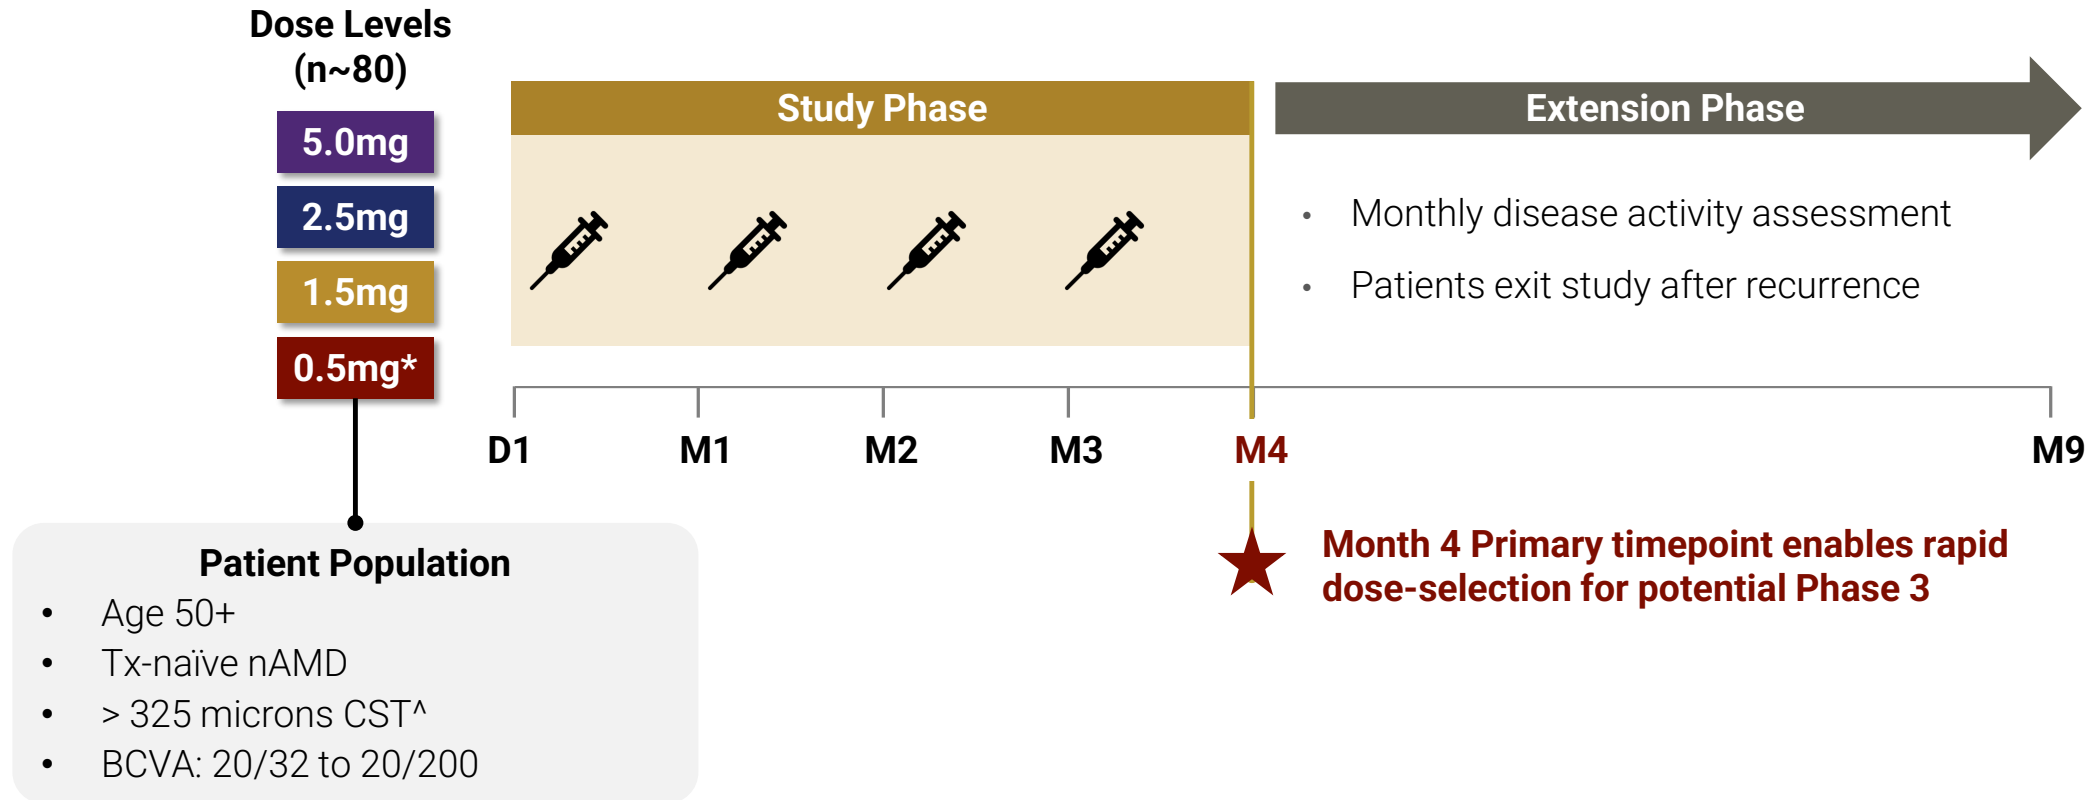 Dose Levels
(n~80)
5.0mg
2.5mg
1.5mg
0.5mg*
Study Phase
Extension Phase
• Monthly disease activity assessment
• Patients exit study after recurrence
D1 M1 M2 M3 M4 M9
Month 4 Primary timepoint enables rapid
dose-selection for potential Phase 3
Patient Population
• Age 50+
• Tx-naïve nAMD
• > 325 microns CST^
• BCVA: 20/32 to 20/200